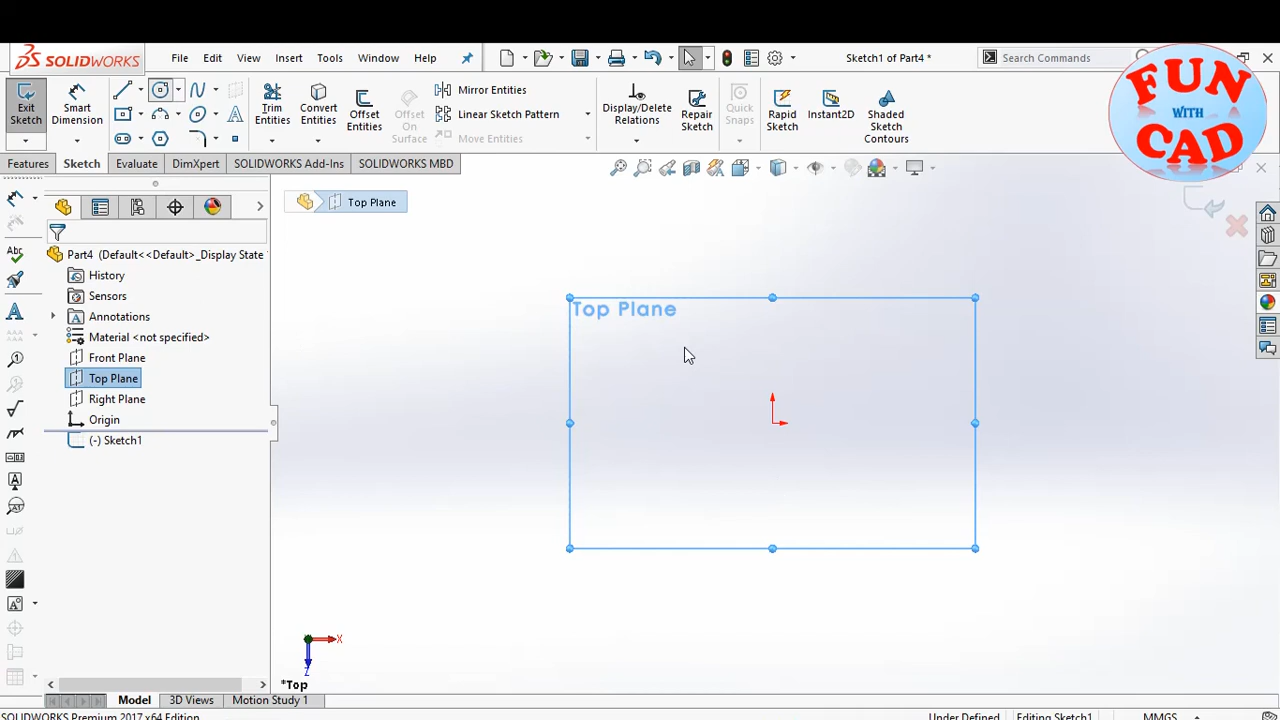 SOLIDWORKS File Edit View Insert Tools Window Help Sketch1 of Part4 * Search Commands
FUN
WITH
CAD
Exit Sketch
Smart Dimension
Trim Entities
Convert Entities
Offset Entities
Offset On Surface
Mirror Entities
Linear Sketch Pattern
Move Entities
Display/Delete Relations
Repair Sketch
Quick Snaps
Rapid Sketch
Instant2D
Shaded Sketch Contours
Features Sketch Evaluate DimXpert SOLIDWORKS Add-Ins SOLIDWORKS MBD
Top Plane
Part4 (Default<<Default>_Display State
History
Sensors
Annotations
Material <not specified>
Front Plane
Top Plane
Right Plane
Origin
(-) Sketch1
Top Plane
X
Z
*Top
Model 3D Views Motion Study 1
SOLIDWORKS Premium 2017 x64 Edition Under Defined Editing Sketch1 MMGS